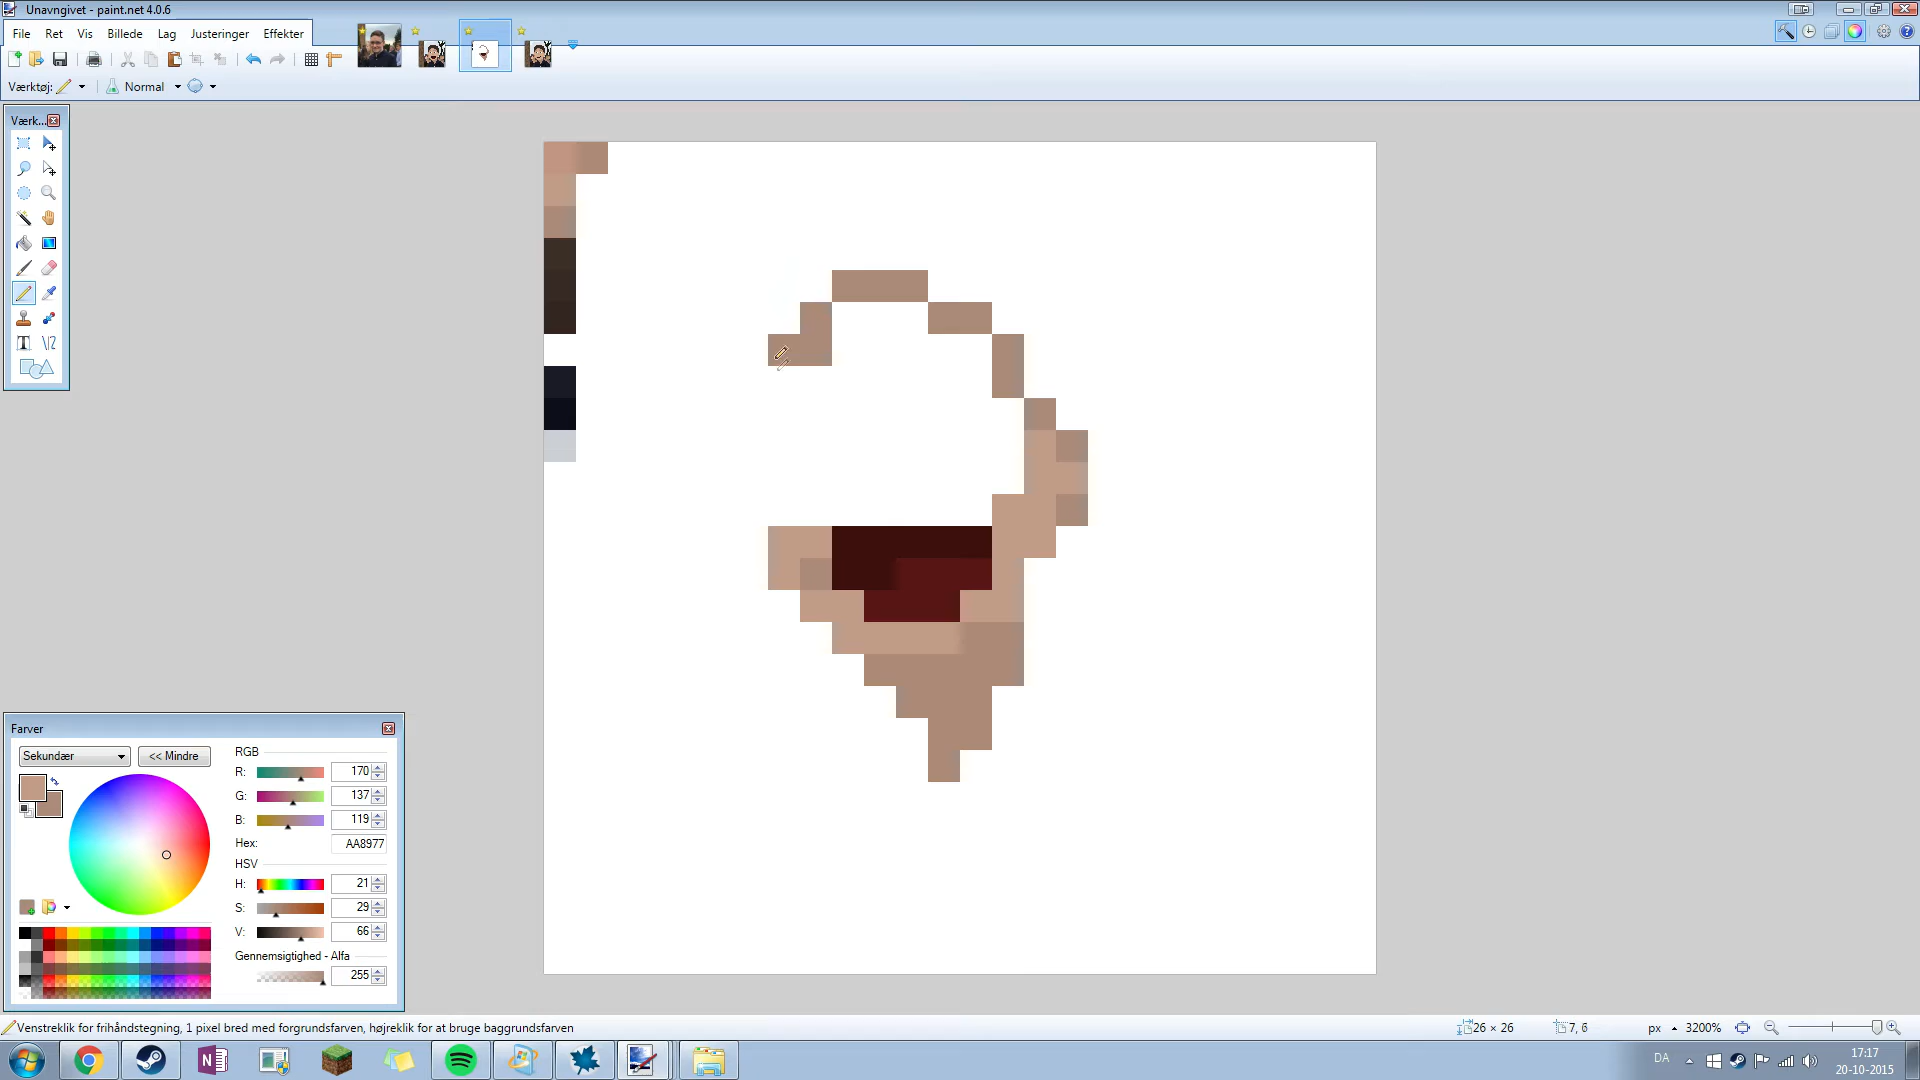 Unavngivet - paint.net 4.0.6
File Ret Vis Billede Lag Justeringer Effekter
Værktøj: Normal
Værk...
Farver
Sekundær << Mindre
RGB
R: 170
G: 137
B: 119
Hex: AA8977
HSV
H: 21
S: 29
V: 66
Gennemsigtighed - Alfa
255
Venstreklik for frihåndstegning, 1 pixel bred med forgrundsfarven, højreklik for at bruge baggrundsfarven
26 × 26 7, 6 px 3200%
DA 17:17
20-10-2015